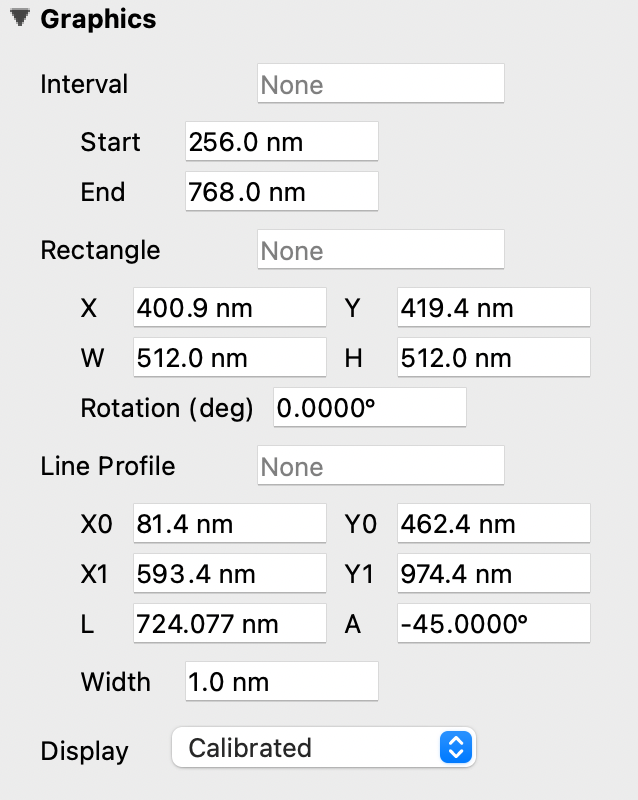 Graphics
Interval None
Start 256.0 nm
End 768.0 nm
Rectangle None
X 400.9 nm Y 419.4 nm
W 512.0 nm H 512.0 nm
Rotation (deg) 0.0000°
Line Profile None
X0 81.4 nm Y0 462.4 nm
X1 593.4 nm Y1 974.4 nm
L 724.077 nm A -45.0000°
Width 1.0 nm
Display Calibrated